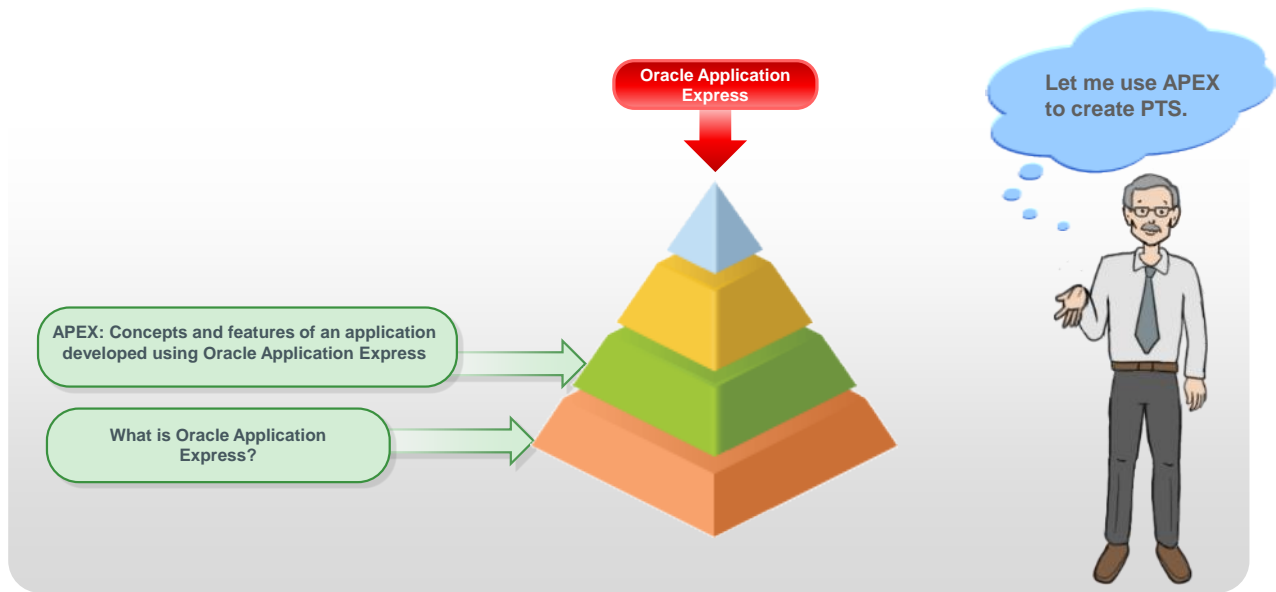 Oracle Application
Express
Let me use APEX
to create PTS.
APEX: Concepts and features of an application
developed using Oracle Application Express
What is Oracle Application
Express?